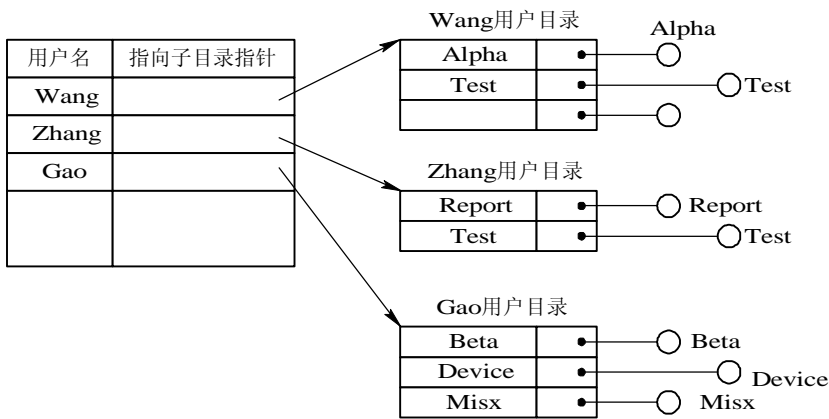 用户名 指向子目录指针
Wang
Zhang
Gao
Wang用户目录
Alpha Alpha
Test Test
Zhang用户目录
Report Report
Test Test
Gao用户目录
Beta Beta
Device Device
Misx Misx